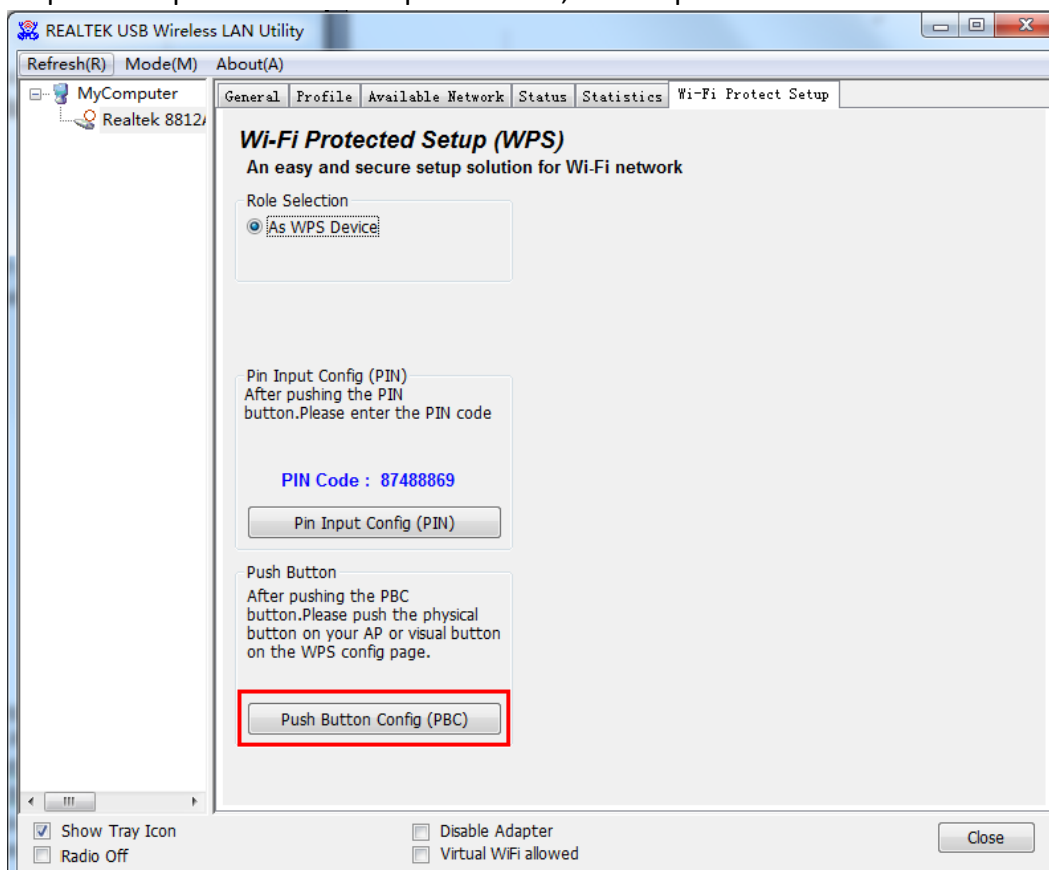 REALTEK USB Wireless LAN Utility
Refresh(R) Mode(M) About(A)
MyComputer
Realtek 8812A
General Profile Available Network Status Statistics Wi-Fi Protect Setup
Wi-Fi Protected Setup (WPS)
An easy and secure setup solution for Wi-Fi network
Role Selection
As WPS Device
Pin Input Config (PIN)
After pushing the PIN
button.Please enter the PIN code
PIN Code : 87488869
Pin Input Config (PIN)
Push Button
After pushing the PBC
button.Please push the physical
button on your AP or visual button
on the WPS config page.
Push Button Config (PBC)
Show Tray Icon
Radio Off
Disable Adapter
Virtual WiFi allowed
Close